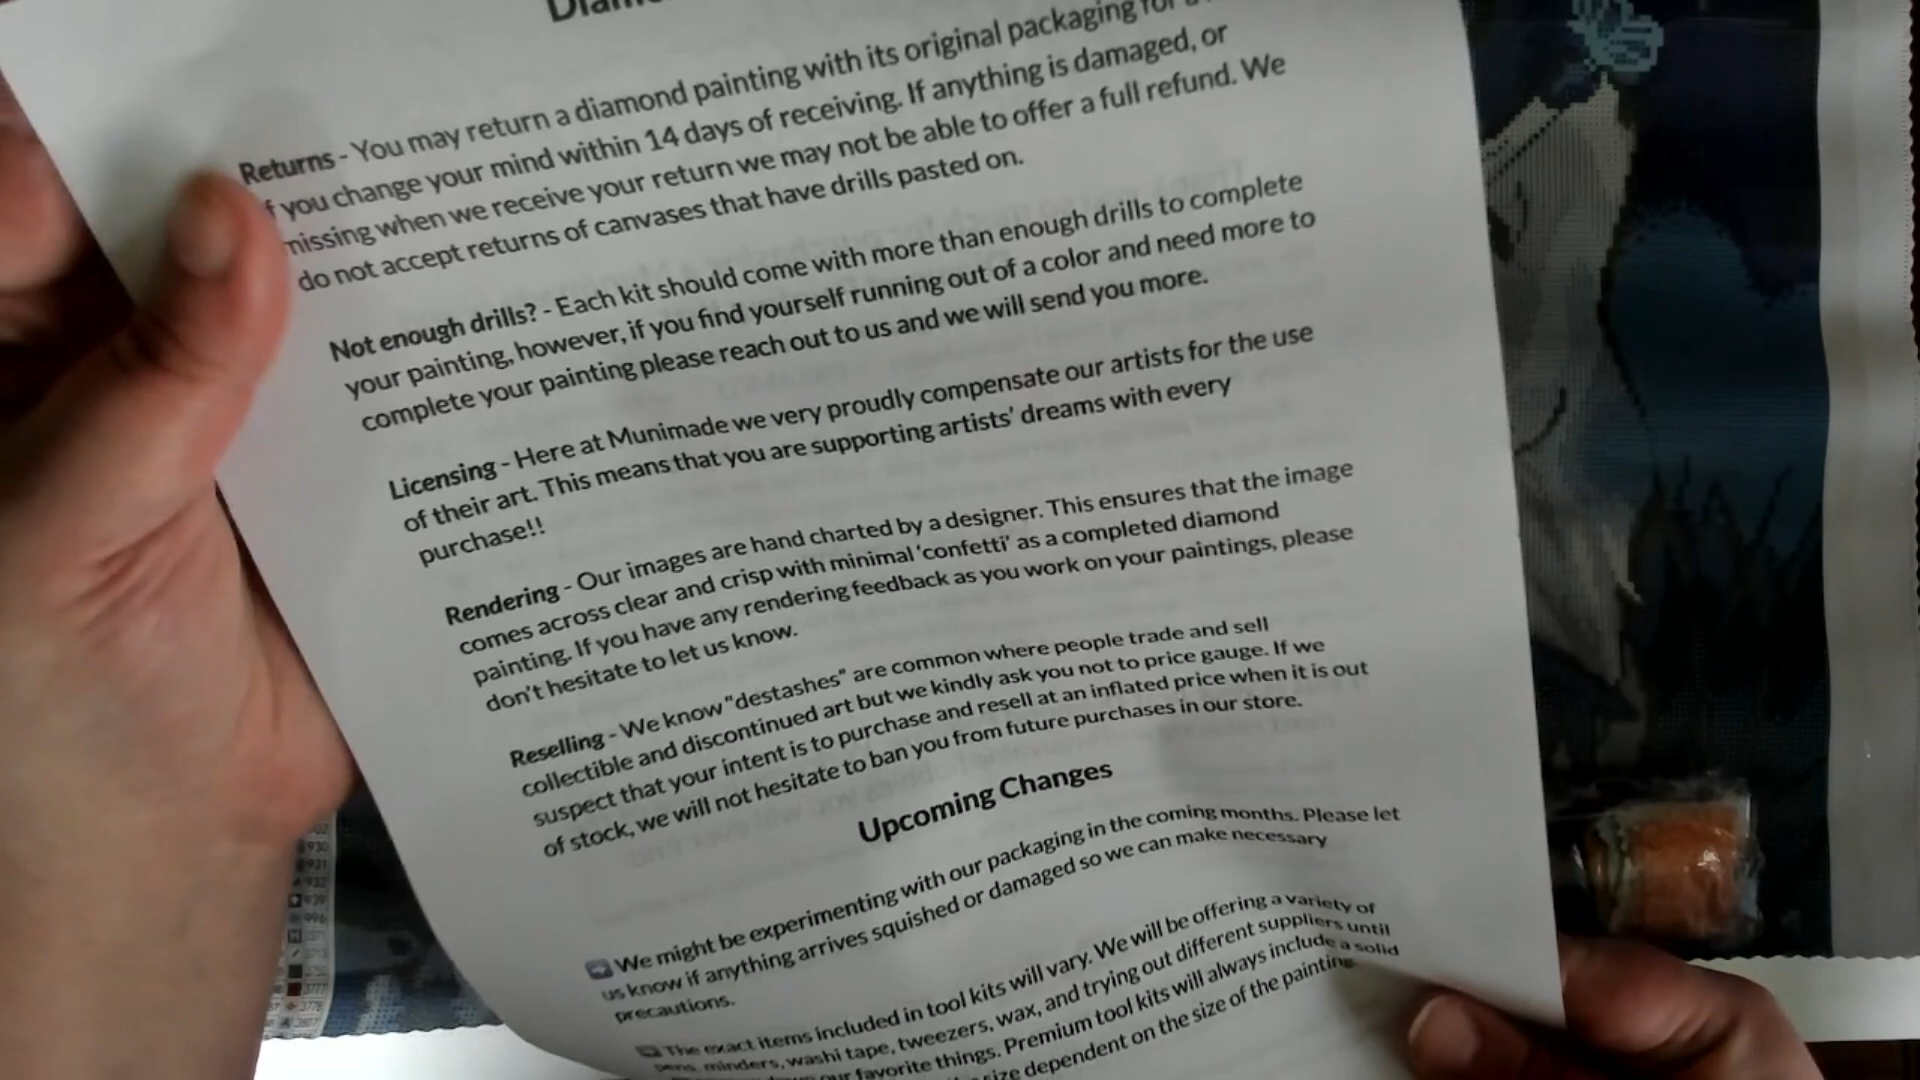 Returns - You may return a diamond painting with its original packaging for a
if you change your mind within 14 days of receiving. If anything is damaged, or
missing when we receive your return we may not be able to offer a full refund. We
do not accept returns of canvases that have drills pasted on.
Not enough drills? - Each kit should come with more than enough drills to complete
your painting, however, if you find yourself running out of a color and need more to
complete your painting please reach out to us and we will send you more.
Licensing - Here at Munimade we very proudly compensate our artists for the use
of their art. This means that you are supporting artists' dreams with every
purchase!!
Rendering - Our images are hand charted by a designer. This ensures that the image
comes across clear and crisp with minimal 'confetti' as a completed diamond
painting. If you have any rendering feedback as you work on your paintings, please
don't hesitate to let us know.
Reselling - We know "destashes" are common where people trade and sell
collectible and discontinued art but we kindly ask you not to price gauge. If we
suspect that your intent is to purchase and resell at an inflated price when it is out
of stock, we will not hesitate to ban you from future purchases in our store.
Upcoming Changes
We might be experimenting with our packaging in the coming months. Please let
us know if anything arrives squished or damaged so we can make necessary
precautions.
The exact items included in tool kits will vary. We will be offering a variety of
pens, minders, washi tape, tweezers, wax, and trying out different suppliers until
our favorite things. Premium tool kits will always include a solid
size dependent on the size of the painting
930
931
932
939
996
3777
3778
3807